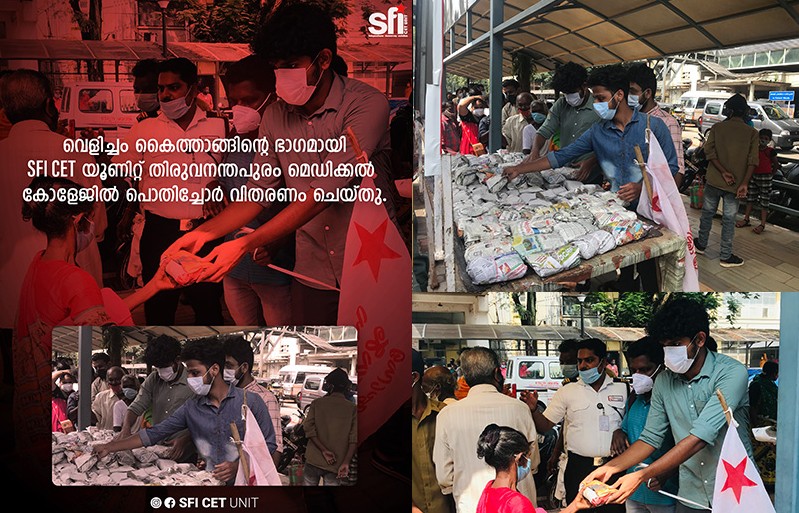 sfi
വെളിച്ചം കൈത്താങ്ങിന്റെ ഭാഗമായി
SFI CET യൂണിറ്റ് തിരുവനന്തപുരം മെഡിക്കൽ
കോളേജിൽ പൊതിച്ചോർ വിതരണം ചെയ്തു.
SFI CET UNIT